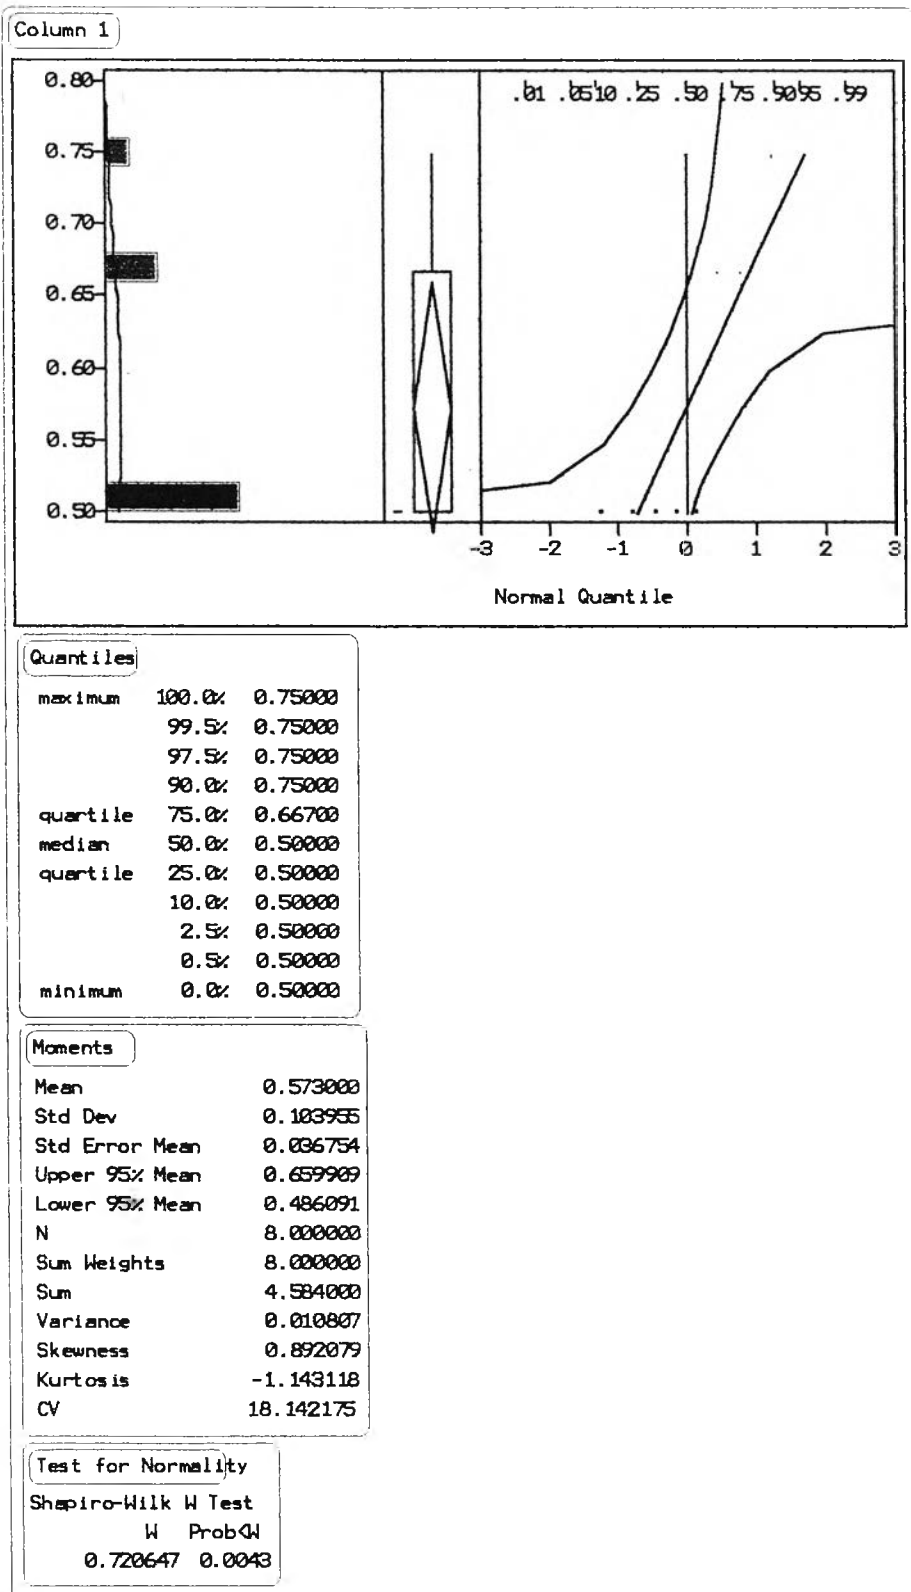 Column 1
0.80
0.75
0.70
0.65
0.60
0.55
0.50
.01 .05 .10 .25 .50 .75 .90 .95 .99
-3 -2 -1 0 1 2 3
Normal Quantile
Quantiles
maximum 100.0% 0.75000
99.5% 0.75000
97.5% 0.75000
90.0% 0.75000
quartile 75.0% 0.66700
median 50.0% 0.50000
quartile 25.0% 0.50000
10.0% 0.50000
2.5% 0.50000
0.5% 0.50000
minimum 0.0% 0.50000
Moments
Mean 0.573000
Std Dev 0.103955
Std Error Mean 0.036754
Upper 95% Mean 0.659909
Lower 95% Mean 0.486091
N 8.000000
Sum Weights 8.000000
Sum 4.584000
Variance 0.010807
Skewness 0.892079
Kurtosis -1.143118
CV 18.142175
Test for Normality
Shapiro-Wilk W Test
W Prob<W
0.720647 0.0043